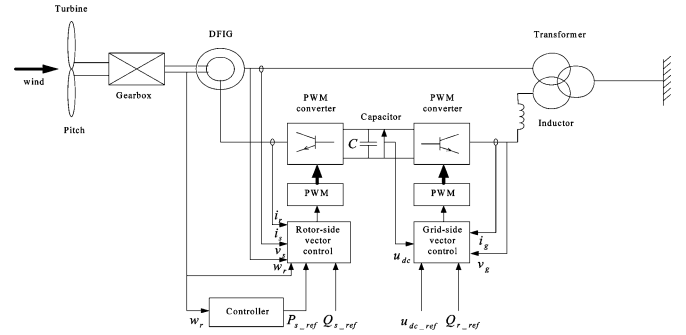 Turbine
DFIG
Transformer
wind
Gearbox
Pitch
PWM
converter
Capacitor
PWM
converter
C
Inductor
PWM
PWM
i_r
i_s
v_s
w_r
Rotor-side
vector
control
u_dc
Grid-side
vector
control
i_g
v_g
w_r
Controller
P_s_ref
Q_s_ref
u_dc_ref
Q_r_ref